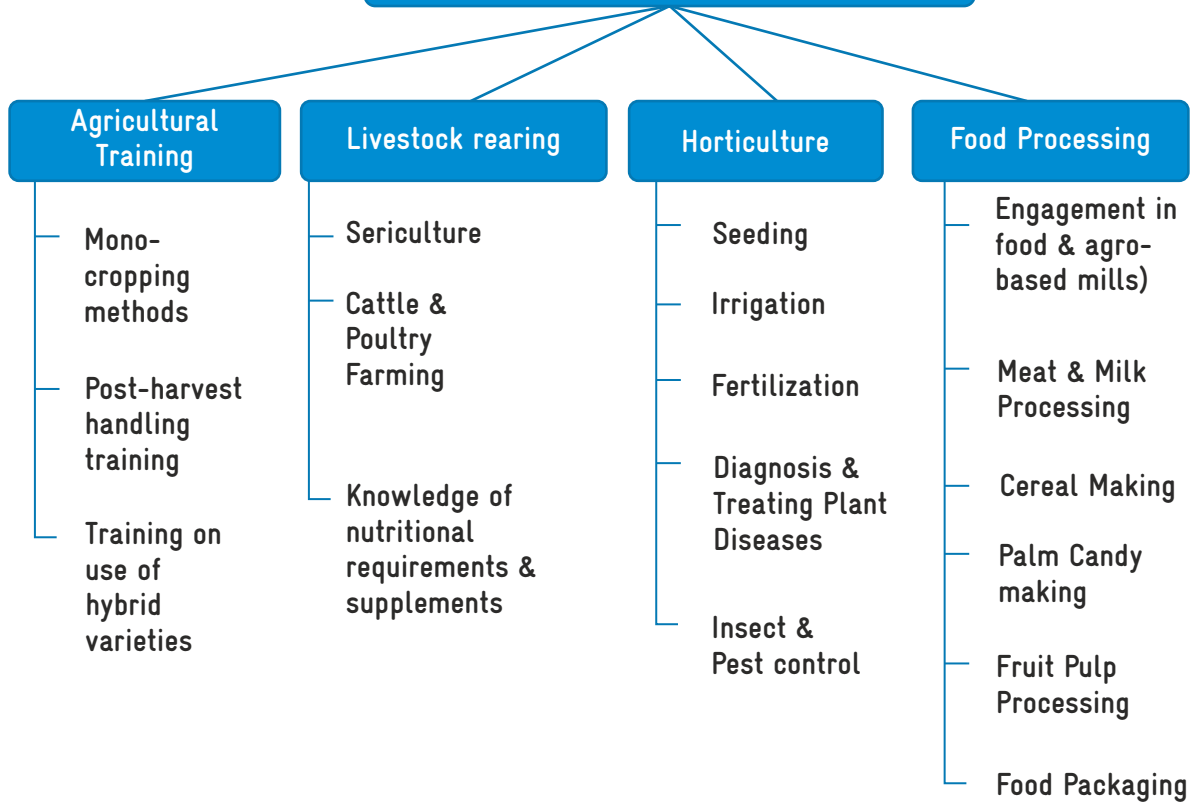 Agricultural
Training
Mono-
cropping
methods
Post-harvest
handling
training
Training on
use of
hybrid
varieties
Livestock rearing
Sericulture
Cattle &
Poultry
Farming
Knowledge of
nutritional
requirements &
supplements
Horticulture
Seeding
Irrigation
Fertilization
Diagnosis &
Treating Plant
Diseases
Insect &
Pest control
Food Processing
Engagement in
food & agro-
based mills)
Meat & Milk
Processing
Cereal Making
Palm Candy
making
Fruit Pulp
Processing
Food Packaging